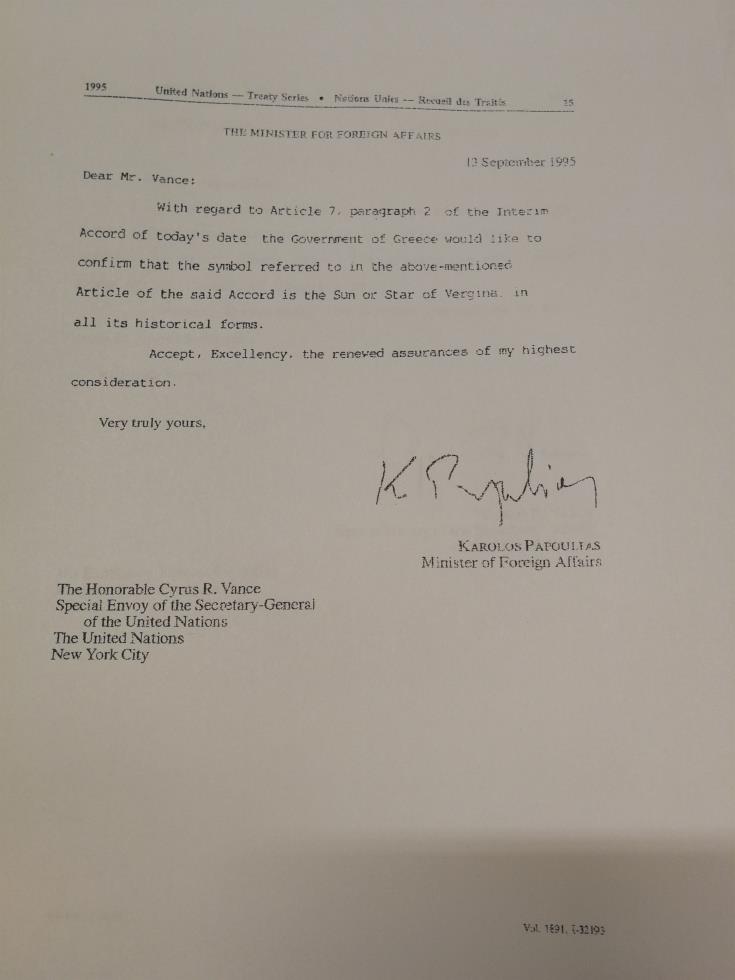 1995 United Nations — Treaty Series • Nations Unies — Recueil des Traités 15
THE MINISTER FOR FOREIGN AFFAIRS
13 September 1995
Dear Mr. Vance:
With regard to Article 7, paragraph 2 of the Interim
Accord of today's date the Government of Greece would like to
confirm that the symbol referred to in the above-mentioned
Article of the said Accord is the Sun or Star of Vergina, in
all its historical forms.
Accept, Excellency, the renewed assurances of my highest
consideration.
Very truly yours,
K Papoulias
KAROLOS PAPOULIAS
Minister of Foreign Affairs
The Honorable Cyrus R. Vance
Special Envoy of the Secretary-General
of the United Nations
The United Nations
New York City
Vol. 1891, I-32193